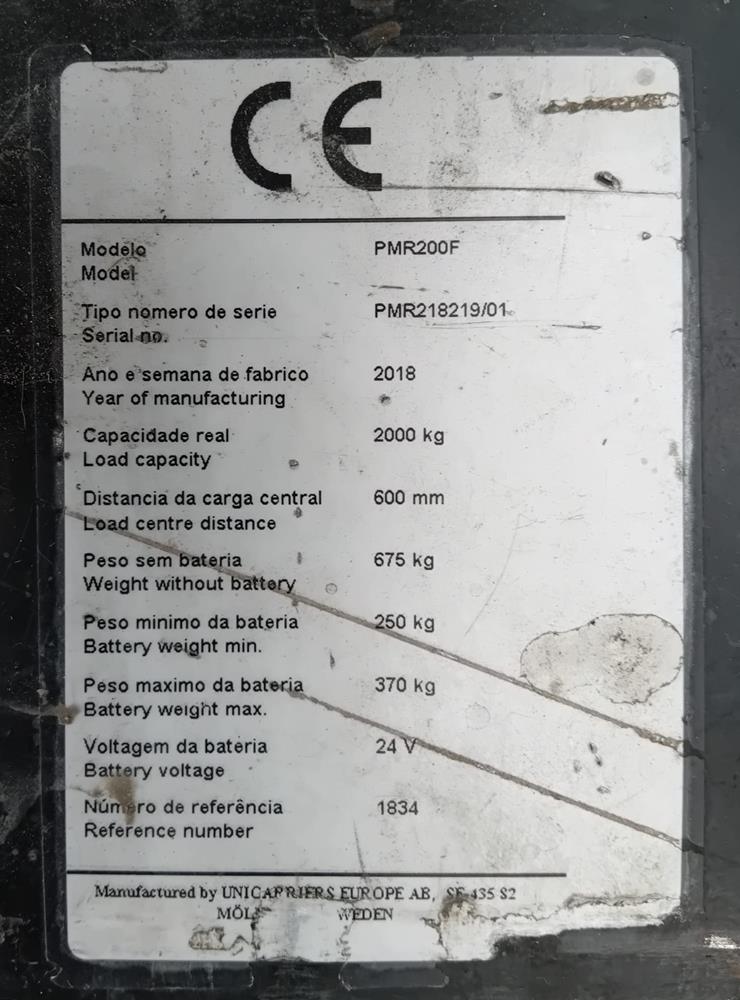 CE
Modelo PMR200F
Model
Tipo nomero de serie PMR218219/01
Serial no.
Ano e semana de fabrico 2018
Year of manufacturing
Capacidade real 2000 kg
Load capacity
Distancia da carga central 600 mm
Load centre distance
Peso sem bateria 675 kg
Weight without battery
Peso minimo da bateria 250 kg
Battery weight min.
Peso maximo da bateria 370 kg
Battery weight max.
Voltagem da bateria 24 V
Battery voltage
Número de referência 1834
Reference number
Manufactured by UNICARRIERS EUROPE AB, SE-435 82